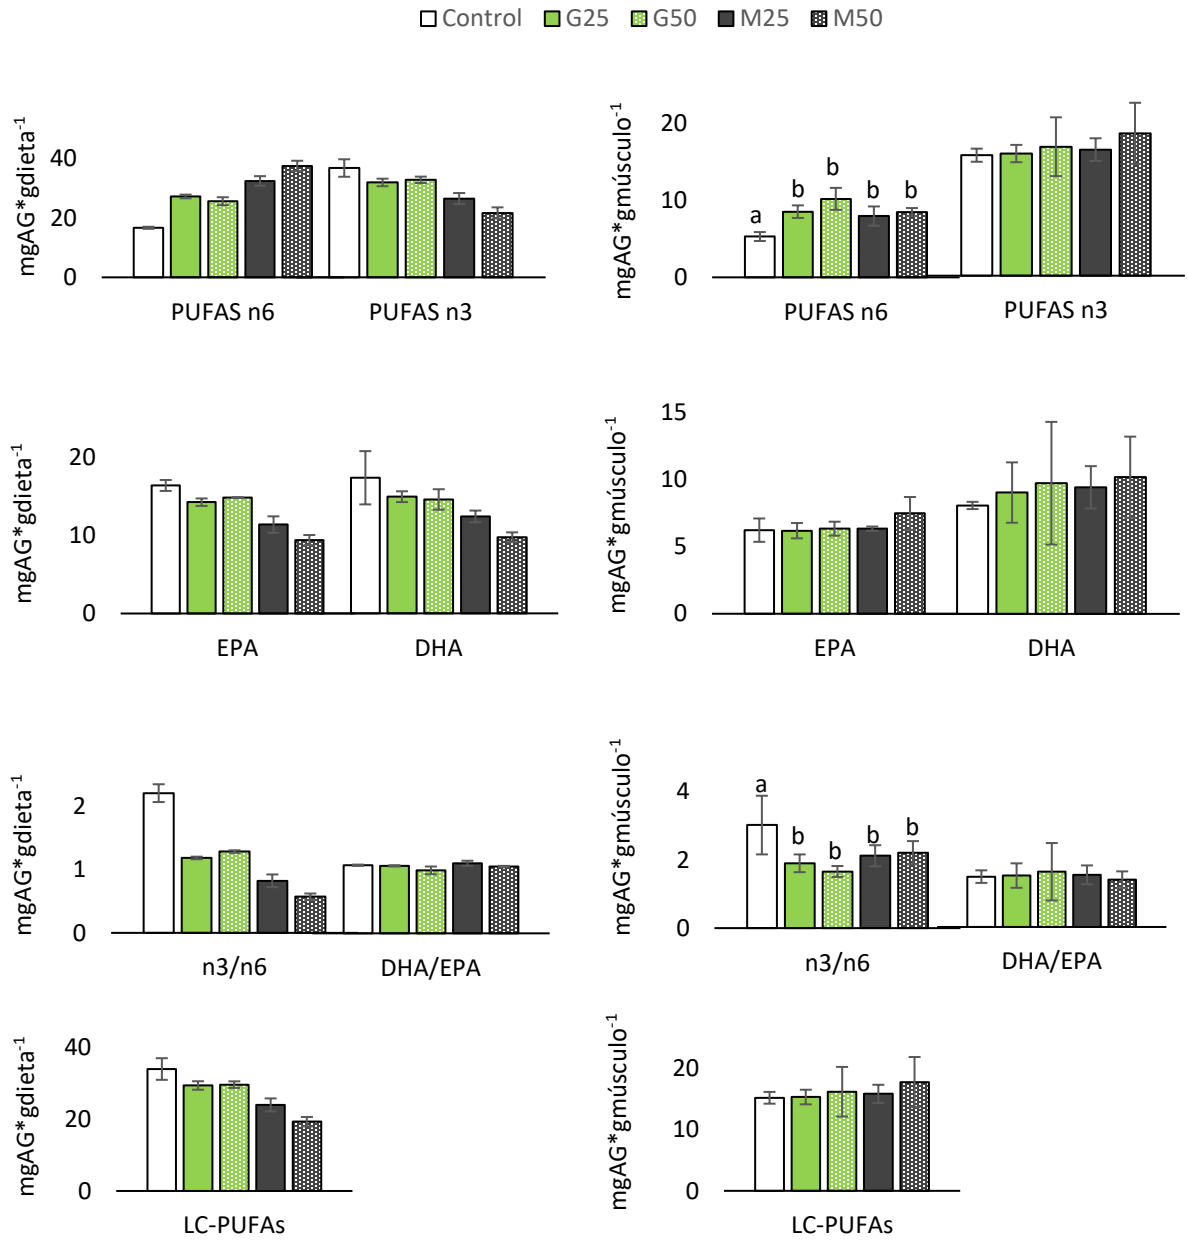 Control G25 G50 M25 M50
mgAG*gdieta⁻¹
40
20
0
PUFAS n6 PUFAS n3
mgAG*gmúsculo⁻¹
20
10
0
a b b b b
PUFAS n6 PUFAS n3
mgAG*gdieta⁻¹
20
10
0
EPA DHA
mgAG*gmúsculo⁻¹
15
10
5
0
EPA DHA
mgAG*gdieta⁻¹
2
1
0
n3/n6 DHA/EPA
mgAG*gmúsculo⁻¹
4
2
0
a b b b b
n3/n6 DHA/EPA
mgAG*gdieta⁻¹
40
20
0
LC-PUFAs
mgAG*gmúsculo⁻¹
20
10
0
LC-PUFAs